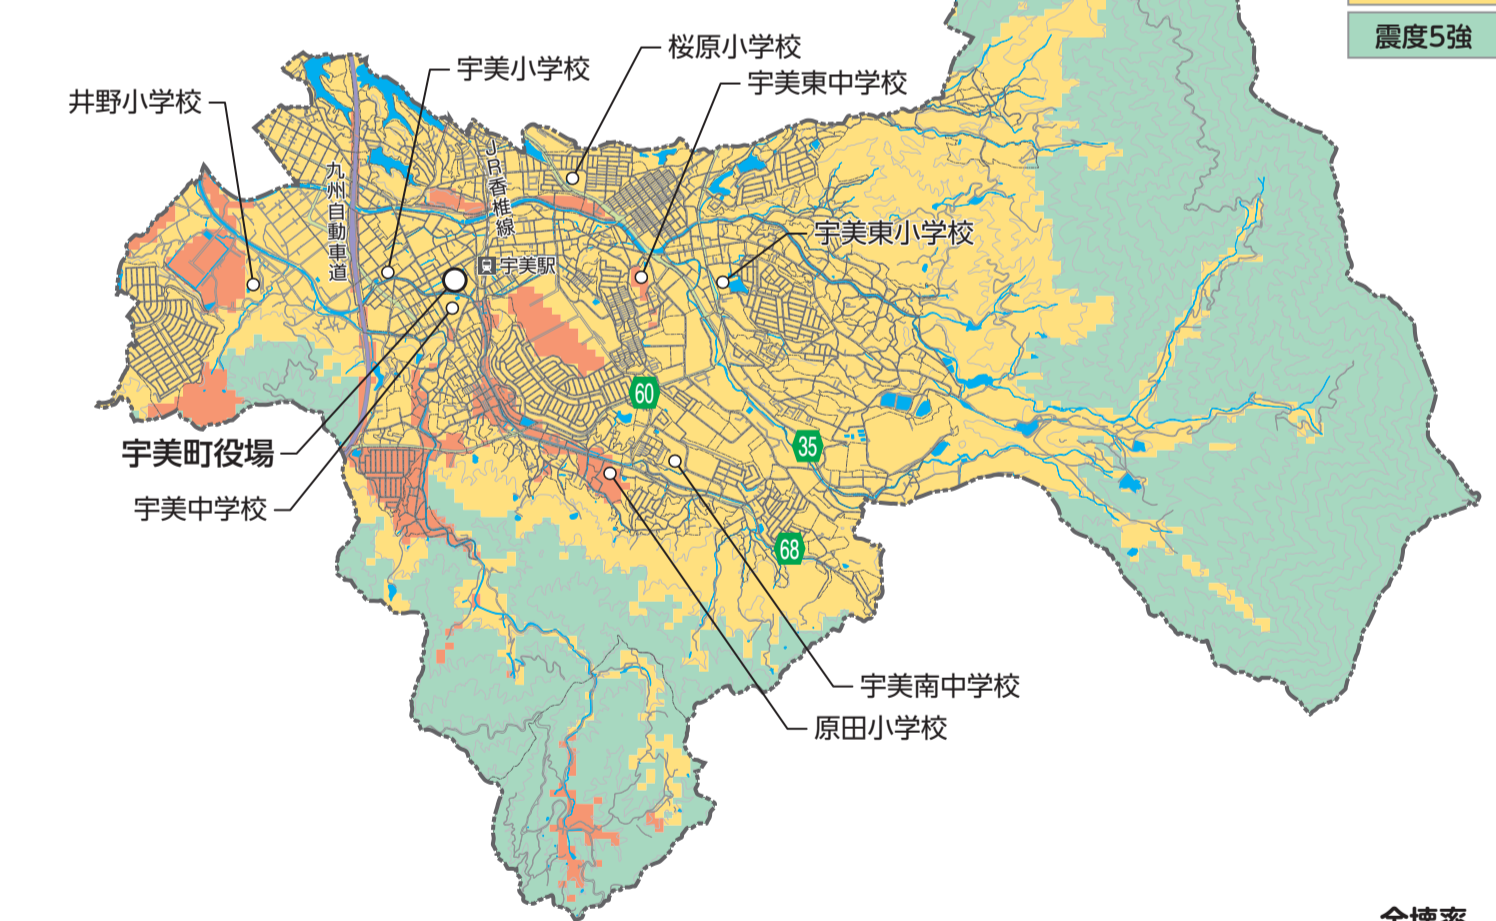 震度5強
桜原小学校
宇美小学校
宇美東中学校
井野小学校
JR香椎線
九州自動車道
宇美東小学校
宇美駅
60
35
宇美町役場
宇美中学校
68
宇美南中学校
原田小学校
全壊率